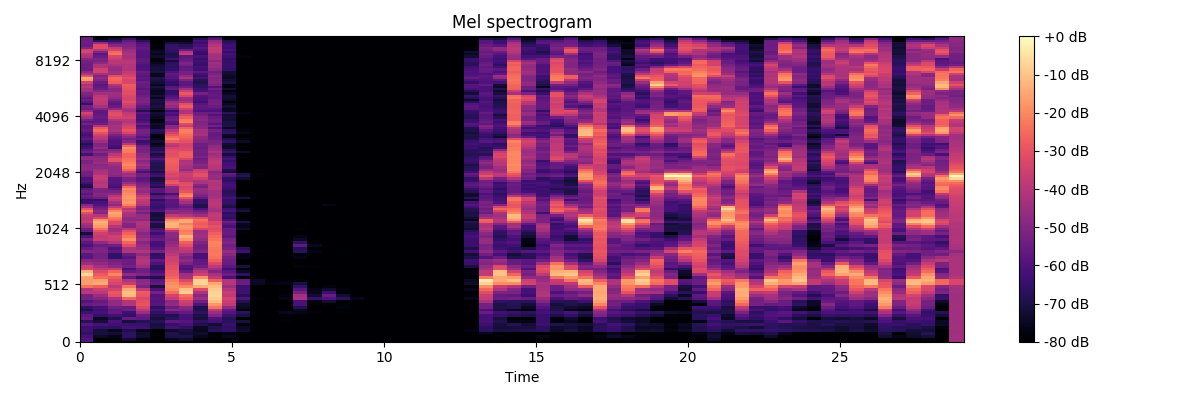 Mel spectrogram
8192
4096
2048
1024
512
0
Hz
0 5 10 15 20 25
Time
+0 dB
-10 dB
-20 dB
-30 dB
-40 dB
-50 dB
-60 dB
-70 dB
-80 dB